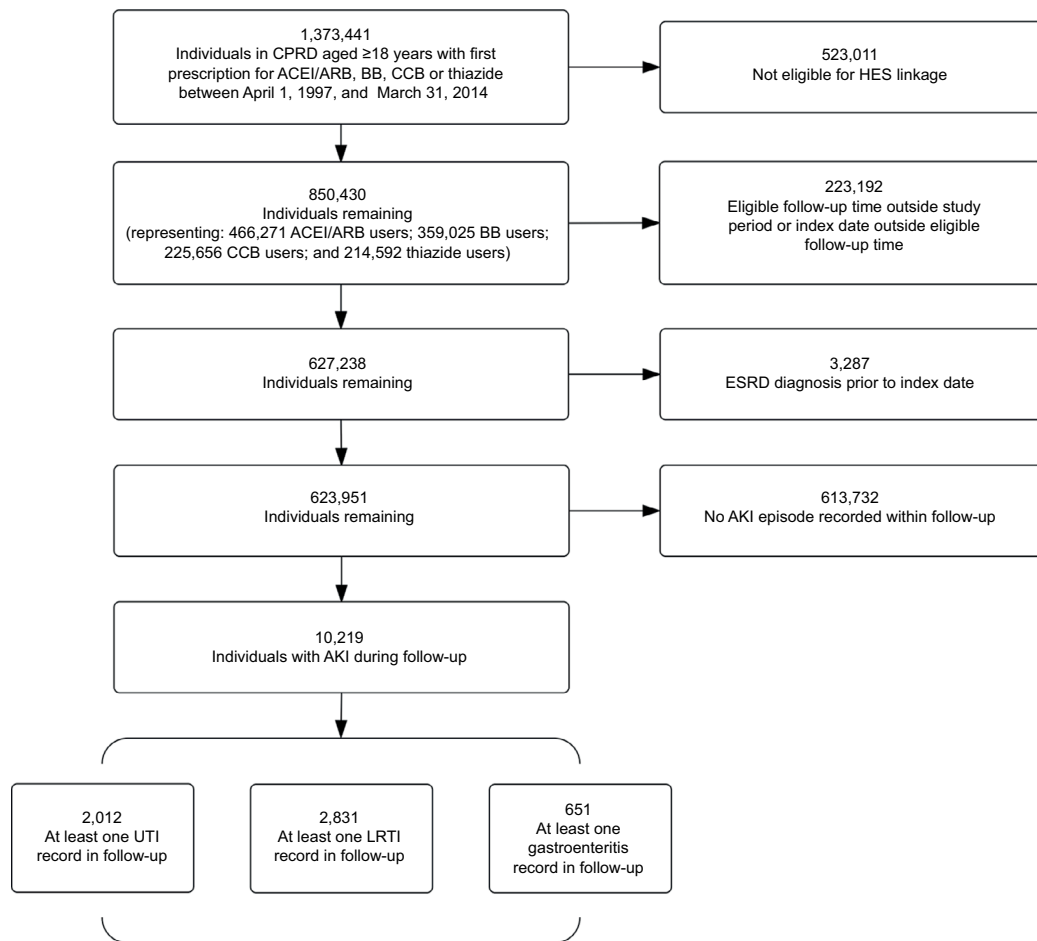 1,373,441
Individuals in CPRD aged ≥18 years with first
prescription for ACEI/ARB, BB, CCB or thiazide
between April 1, 1997, and March 31, 2014
523,011
Not eligible for HES linkage
850,430
Individuals remaining
(representing: 466,271 ACEI/ARB users; 359,025 BB users;
225,656 CCB users; and 214,592 thiazide users)
223,192
Eligible follow-up time outside study
period or index date outside eligible
follow-up time
627,238
Individuals remaining
3,287
ESRD diagnosis prior to index date
623,951
Individuals remaining
613,732
No AKI episode recorded within follow-up
10,219
Individuals with AKI during follow-up
2,012
At least one UTI
record in follow-up
2,831
At least one LRTI
record in follow-up
651
At least one
gastroenteritis
record in follow-up